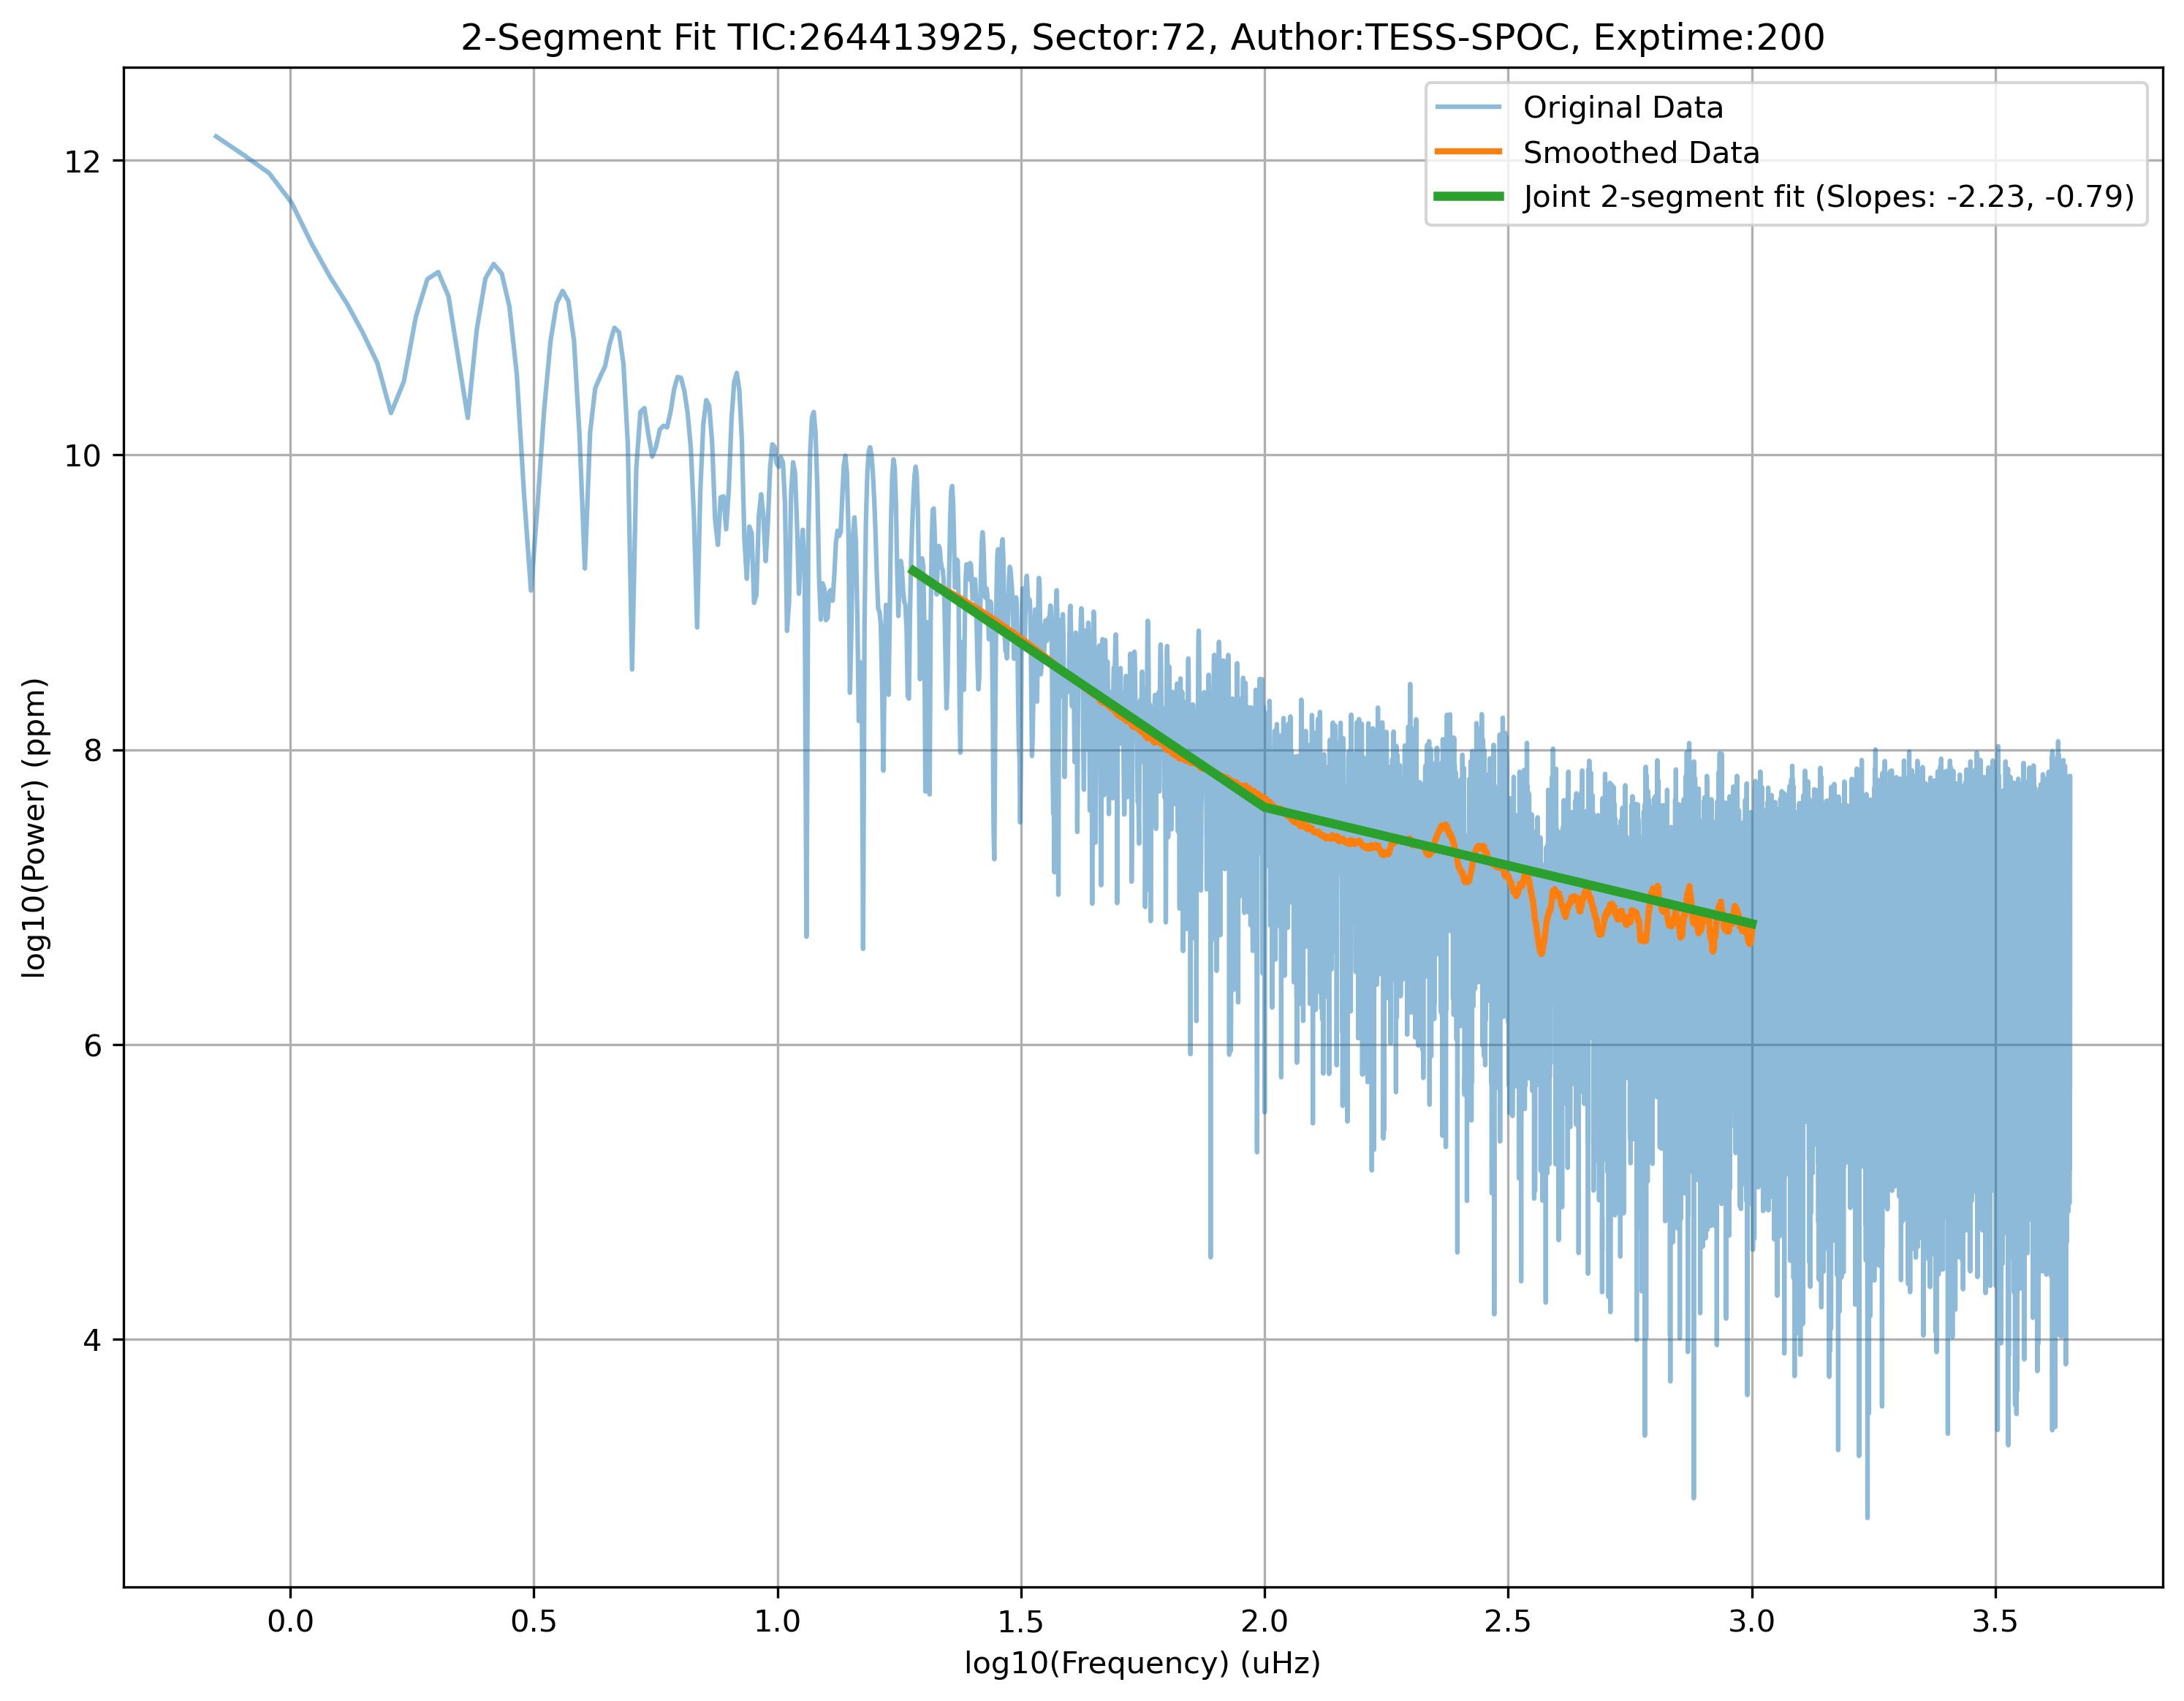 2-Segment Fit TIC:264413925, Sector:72, Author:TESS-SPOC, Exptime:200
Original Data
Smoothed Data
Joint 2-segment fit (Slopes: -2.23, -0.79)
log10(Power) (ppm)
12
10
8
6
4
0.0 0.5 1.0 1.5 2.0 2.5 3.0 3.5
log10(Frequency) (uHz)